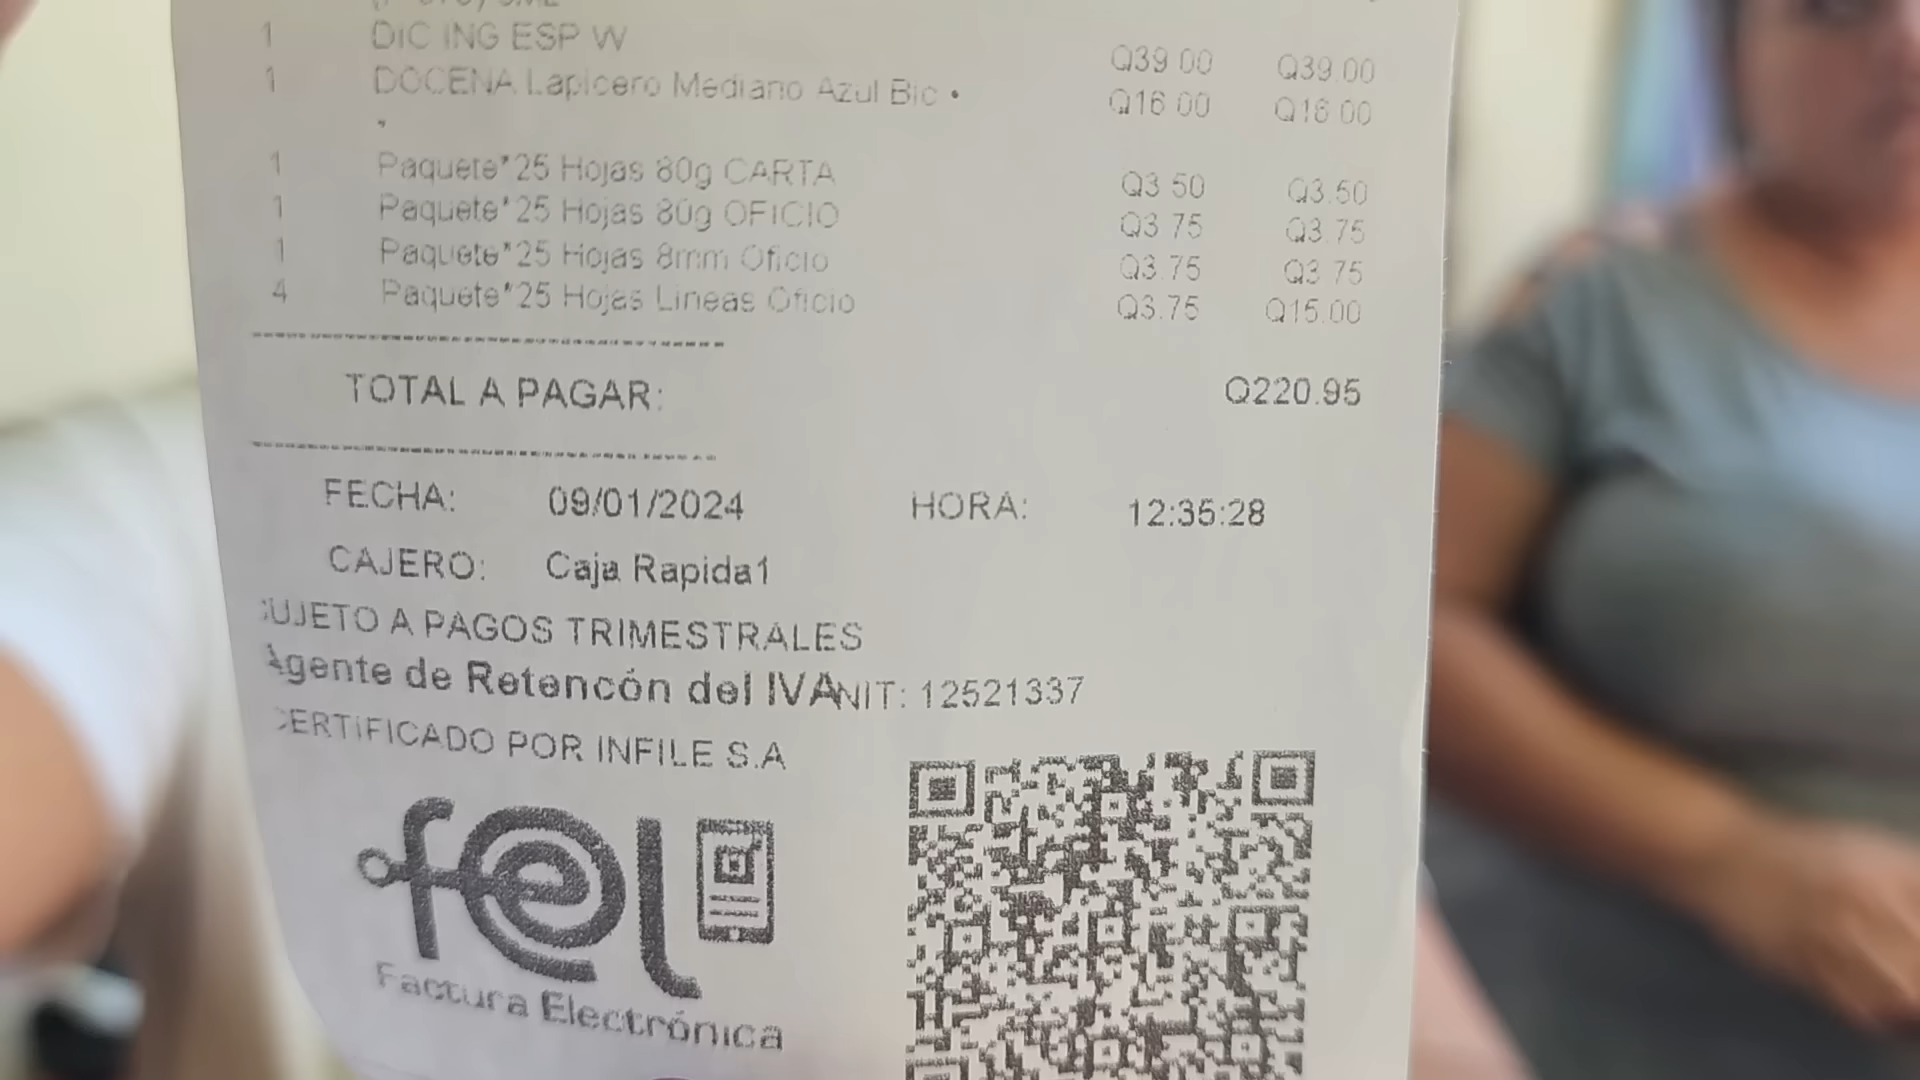 1 DIC ING ESP W Q39.00 Q39.00
1 DOCENA Lapicero Mediano Azul Bic • Q16.00 Q16.00
1 Paquete*25 Hojas 80g CARTA Q3.50 Q3.50
1 Paquete*25 Hojas 80g OFICIO Q3.75 Q3.75
1 Paquete*25 Hojas 8mm Oficio Q3.75 Q3.75
4 Paquete*25 Hojas Lineas Oficio Q3.75 Q15.00
TOTAL A PAGAR: Q220.95
FECHA: 09/01/2024 HORA: 12:35:28
CAJERO: Caja Rapida1
SUJETO A PAGOS TRIMESTRALES
Agente de Retencón del IVA NIT: 12521337
CERTIFICADO POR INFILE S.A
fel
Factura Electrónica